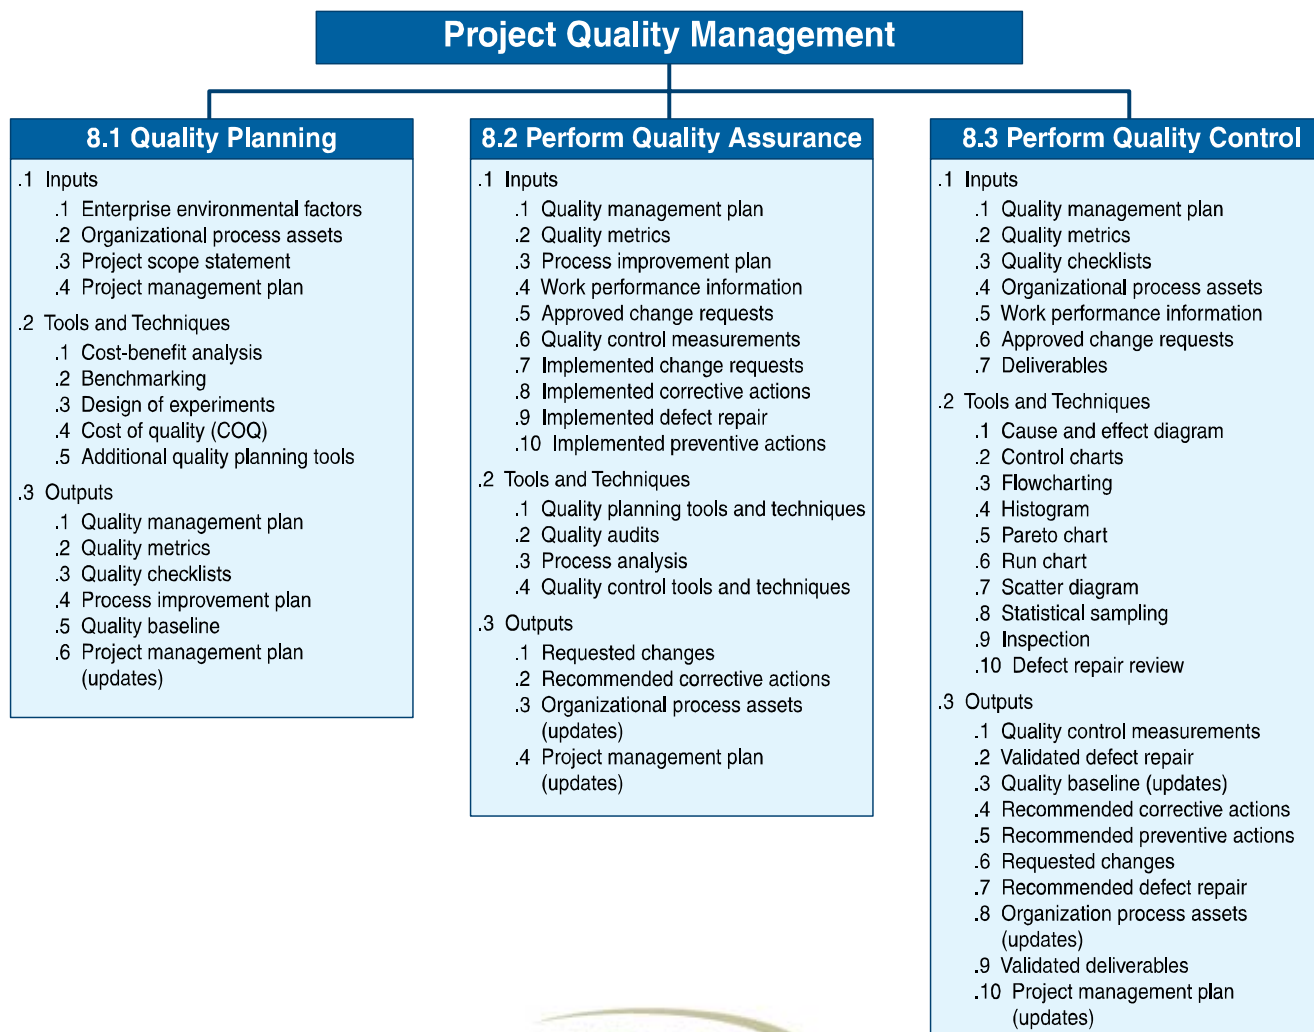 Project Quality Management
8.1 Quality Planning
.1 Inputs
.1 Enterprise environmental factors
.2 Organizational process assets
.3 Project scope statement
.4 Project management plan
.2 Tools and Techniques
.1 Cost-benefit analysis
.2 Benchmarking
.3 Design of experiments
.4 Cost of quality (COQ)
.5 Additional quality planning tools
.3 Outputs
.1 Quality management plan
.2 Quality metrics
.3 Quality checklists
.4 Process improvement plan
.5 Quality baseline
.6 Project management plan
(updates)
8.2 Perform Quality Assurance
.1 Inputs
.1 Quality management plan
.2 Quality metrics
.3 Process improvement plan
.4 Work performance information
.5 Approved change requests
.6 Quality control measurements
.7 Implemented change requests
.8 Implemented corrective actions
.9 Implemented defect repair
.10 Implemented preventive actions
.2 Tools and Techniques
.1 Quality planning tools and techniques
.2 Quality audits
.3 Process analysis
.4 Quality control tools and techniques
.3 Outputs
.1 Requested changes
.2 Recommended corrective actions
.3 Organizational process assets
(updates)
.4 Project management plan
(updates)
8.3 Perform Quality Control
.1 Inputs
.1 Quality management plan
.2 Quality metrics
.3 Quality checklists
.4 Organizational process assets
.5 Work performance information
.6 Approved change requests
.7 Deliverables
.2 Tools and Techniques
.1 Cause and effect diagram
.2 Control charts
.3 Flowcharting
.4 Histogram
.5 Pareto chart
.6 Run chart
.7 Scatter diagram
.8 Statistical sampling
.9 Inspection
.10 Defect repair review
.3 Outputs
.1 Quality control measurements
.2 Validated defect repair
.3 Quality baseline (updates)
.4 Recommended corrective actions
.5 Recommended preventive actions
.6 Requested changes
.7 Recommended defect repair
.8 Organization process assets
(updates)
.9 Validated deliverables
.10 Project management plan
(updates)